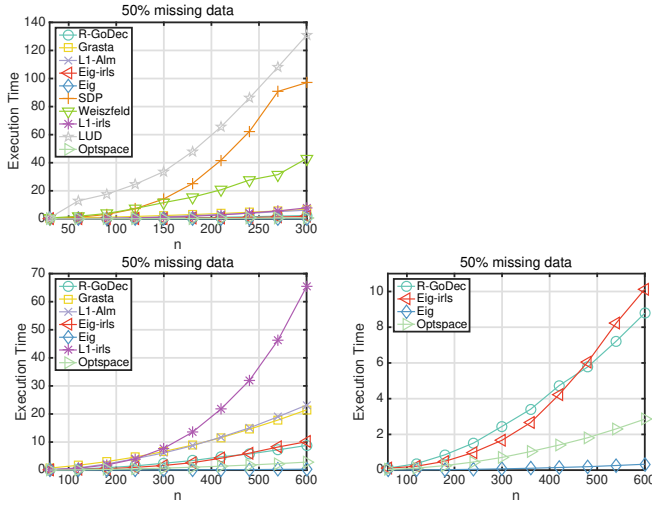 50% missing data
Execution Time
140
120
100
80
60
40
20
0
R-GoDec
Grasta
L1-Alm
Eig-irls
Eig
SDP
Weiszfeld
L1-irls
LUD
Optspace
50 100 150 200 250 300
n
50% missing data
Execution Time
70
60
50
40
30
20
10
0
R-GoDec
Grasta
L1-Alm
Eig-irls
Eig
L1-irls
Optspace
100 200 300 400 500 600
n
50% missing data
Execution Time
10
8
6
4
2
0
R-GoDec
Eig-irls
Eig
Optspace
100 200 300 400 500 600
n